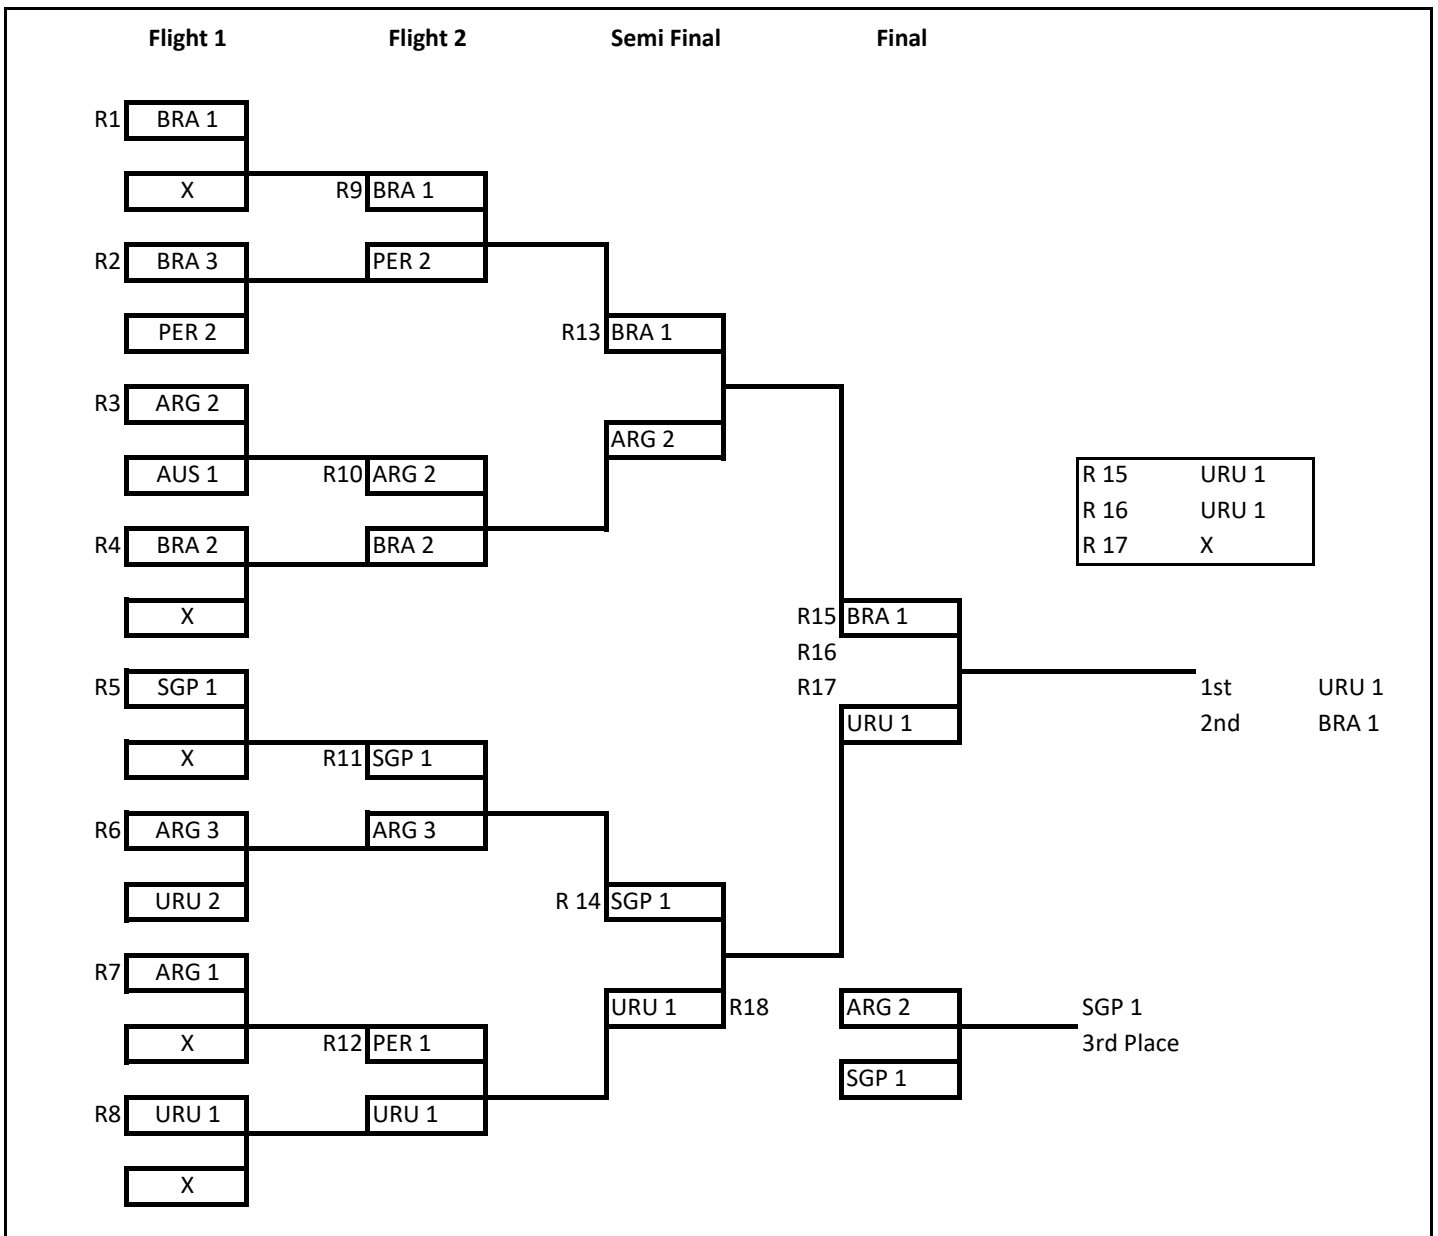 Flight 1 Flight 2 Semi Final Final
R1 BRA 1
X R9 BRA 1
R2 BRA 3 PER 2
PER 2 R13 BRA 1
R3 ARG 2
ARG 2
AUS 1 R10 ARG 2 R 15 URU 1
R 16 URU 1
R4 BRA 2 BRA 2 R 17 X
X R15 BRA 1
R16
R5 SGP 1 R17 1st URU 1
URU 1 2nd BRA 1
X R11 SGP 1
R6 ARG 3 ARG 3
URU 2 R 14 SGP 1
R7 ARG 1
URU 1 R18 ARG 2 SGP 1
X R12 PER 1 3rd Place
SGP 1
R8 URU 1 URU 1
X